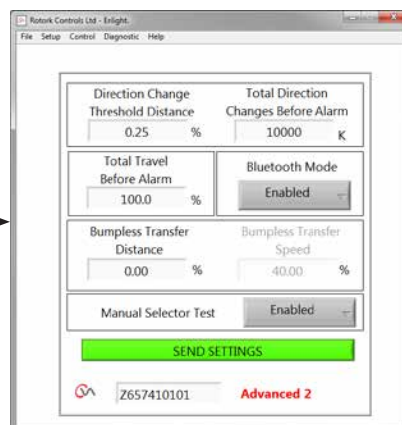 Rotork Controls Ltd - Enlight.
File Setup Control Diagnostic Help
Direction Change
Threshold Distance
0.25 %
Total Direction
Changes Before Alarm
10000 K
Total Travel
Before Alarm
100.0 %
Bluetooth Mode
Enabled
Bumpless Transfer
Distance
0.00 %
Bumpless Transfer
Speed
40.00 %
Manual Selector Test Enabled
SEND SETTINGS
Z657410101 Advanced 2